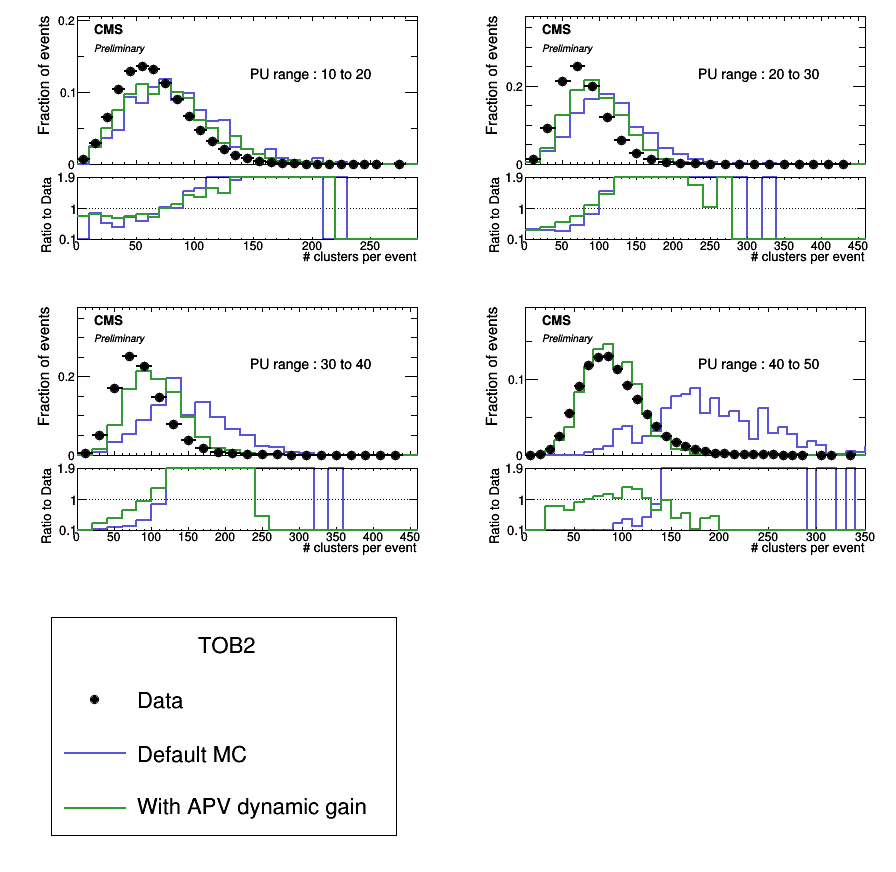 Fraction of events
0.2
0.1
0
CMS
Preliminary
PU range : 10 to 20
Ratio to Data
1.9
1
0.1
0 50 100 150 200 250
# clusters per event
Fraction of events
0.2
0
CMS
Preliminary
PU range : 20 to 30
Ratio to Data
1.9
1
0.1
0 50 100 150 200 250 300 350 400 450
# clusters per event
Fraction of events
0.2
0
CMS
Preliminary
PU range : 30 to 40
Ratio to Data
1.9
1
0.1
0 50 100 150 200 250 300 350 400 450
# clusters per event
Fraction of events
0.1
0
CMS
Preliminary
PU range : 40 to 50
Ratio to Data
1.9
1
0.1
0 50 100 150 200 250 300 350
# clusters per event
TOB2
Data
Default MC
With APV dynamic gain